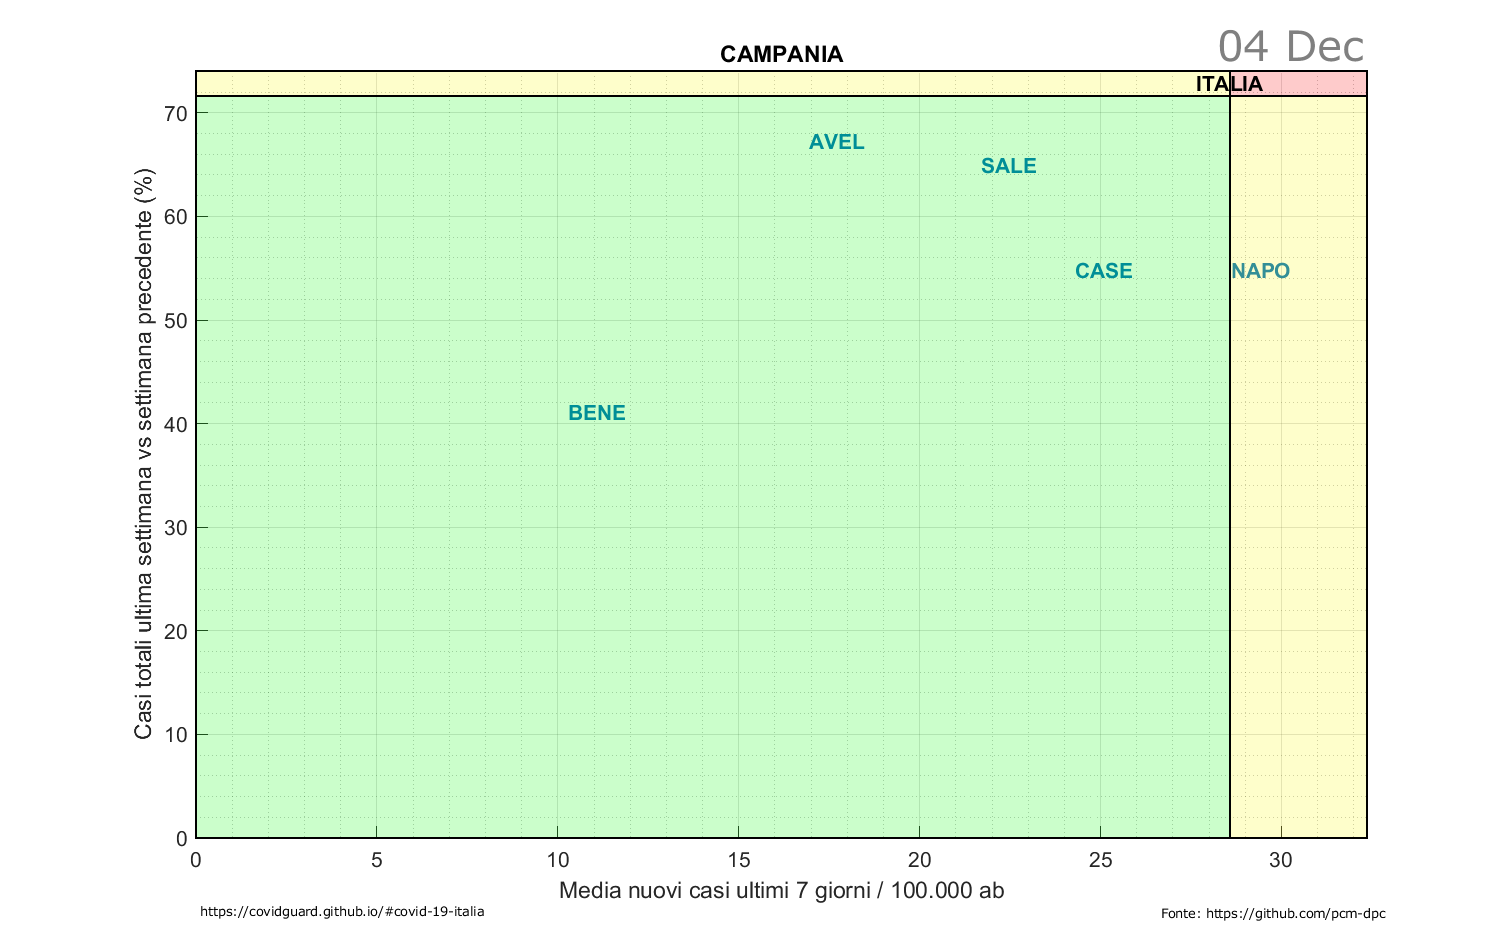 CAMPANIA
04 Dec
ITALIA
AVEL
SALE
CASE
NAPO
BENE
Casi totali ultima settimana vs settimana precedente (%)
70
60
50
40
30
20
10
0
0 5 10 15 20 25 30
Media nuovi casi ultimi 7 giorni / 100.000 ab
https://covidguard.github.io/#covid-19-italia
Fonte: https://github.com/pcm-dpc